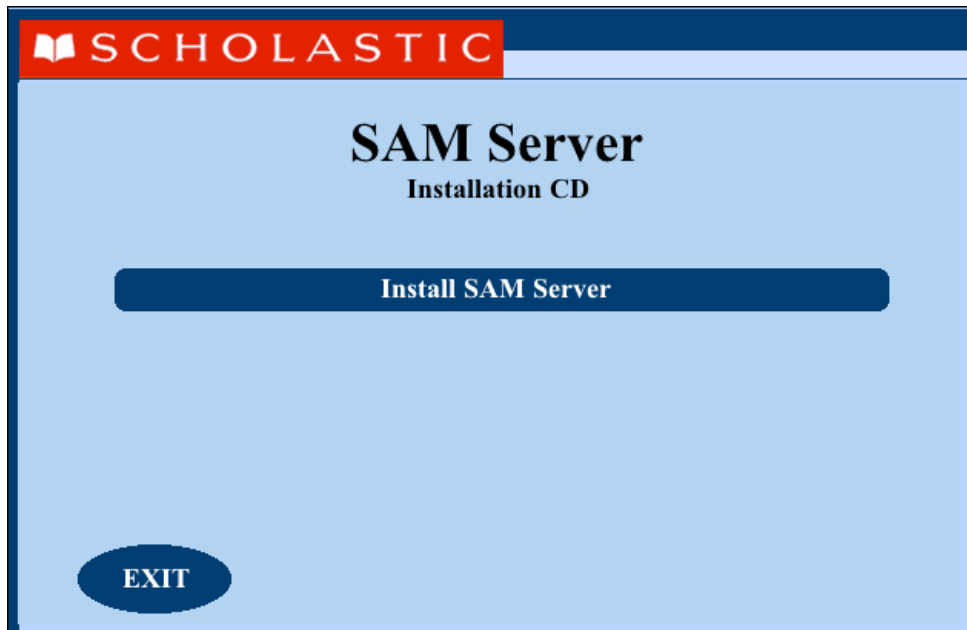 SCHOLASTIC
SAM Server
Installation CD
Install SAM Server
EXIT